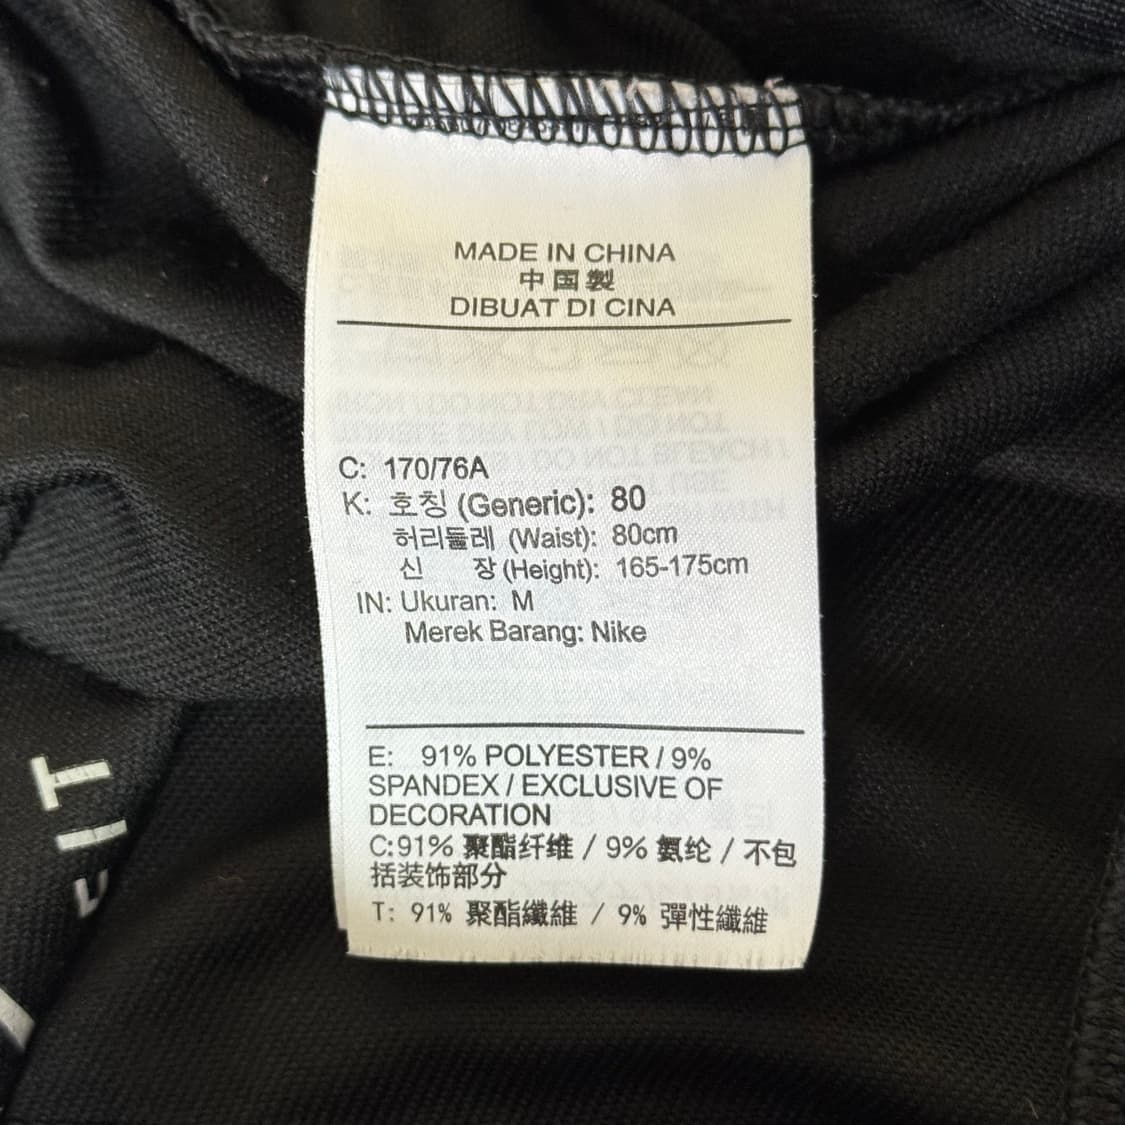 MADE IN CHINA
中国製
DIBUAT DI CINA
C: 170/76A
K: 호칭 (Generic): 80
허리둘레 (Waist): 80cm
신 장 (Height): 165-175cm
IN: Ukuran: M
Merek Barang: Nike
E: 91% POLYESTER / 9%
SPANDEX / EXCLUSIVE OF
DECORATION
C:91% 聚酯纤维 / 9% 氨纶 / 不包
括装饰部分
T: 91% 聚酯纖維 / 9% 彈性纖維
FIT